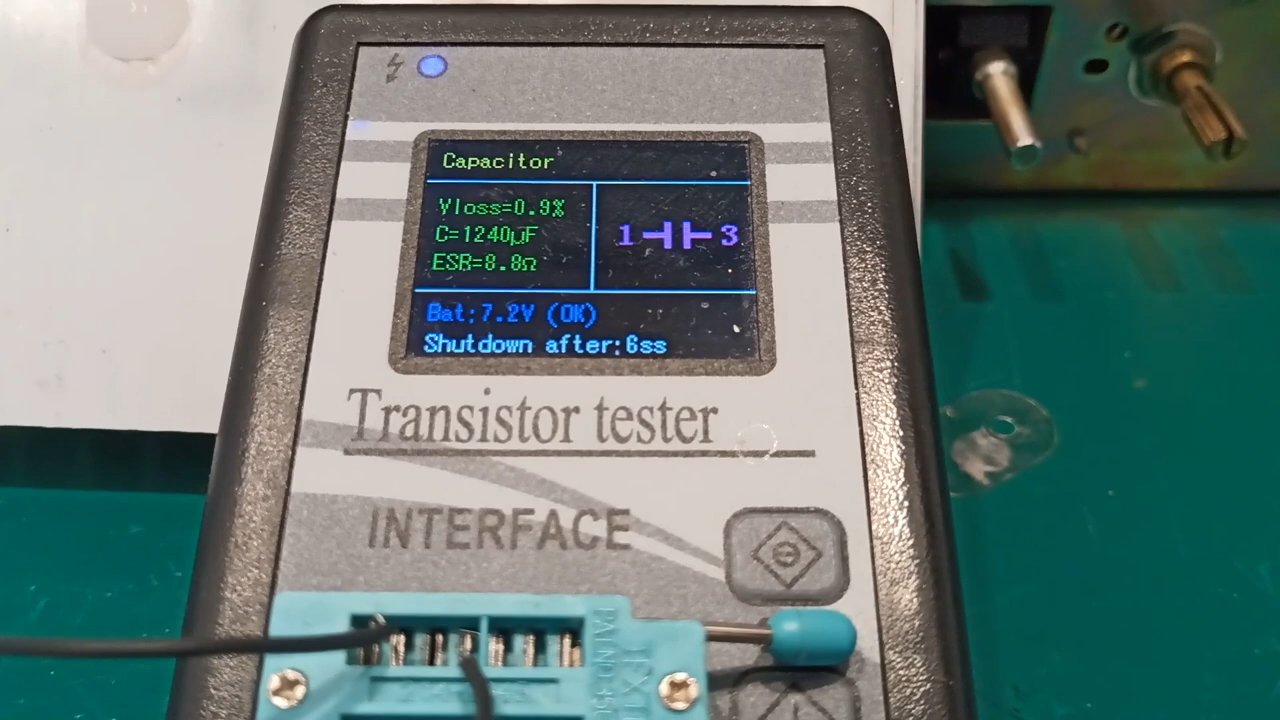 Capacitor
Vloss=0.9%
C=1240µF
ESR=8.8Ω
1 3
Bat:7.2V (OK)
Shutdown after:6ss
Transistor tester
INTERFACE